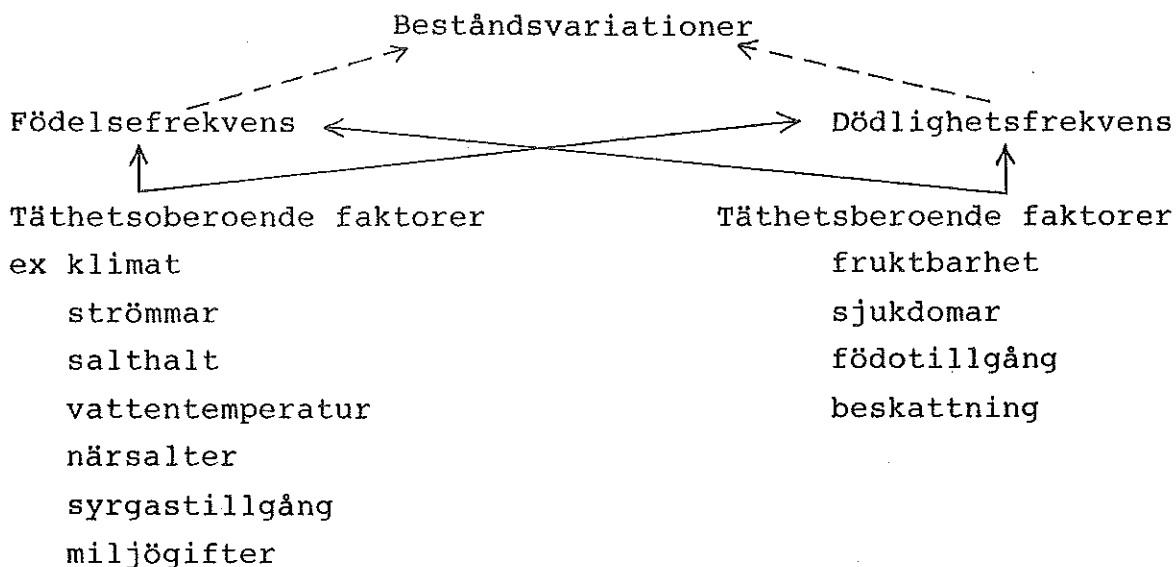 Beståndsvariationer
Födelsefrekvens Dödlighetsfrekvens
Täthetsoberoende faktorer Täthetsberoende faktorer
ex klimat fruktbarhet
strömmar sjukdomar
salthalt födotillgång
vattentemperatur beskattning
närsalter
syrgastillgång
miljögifter